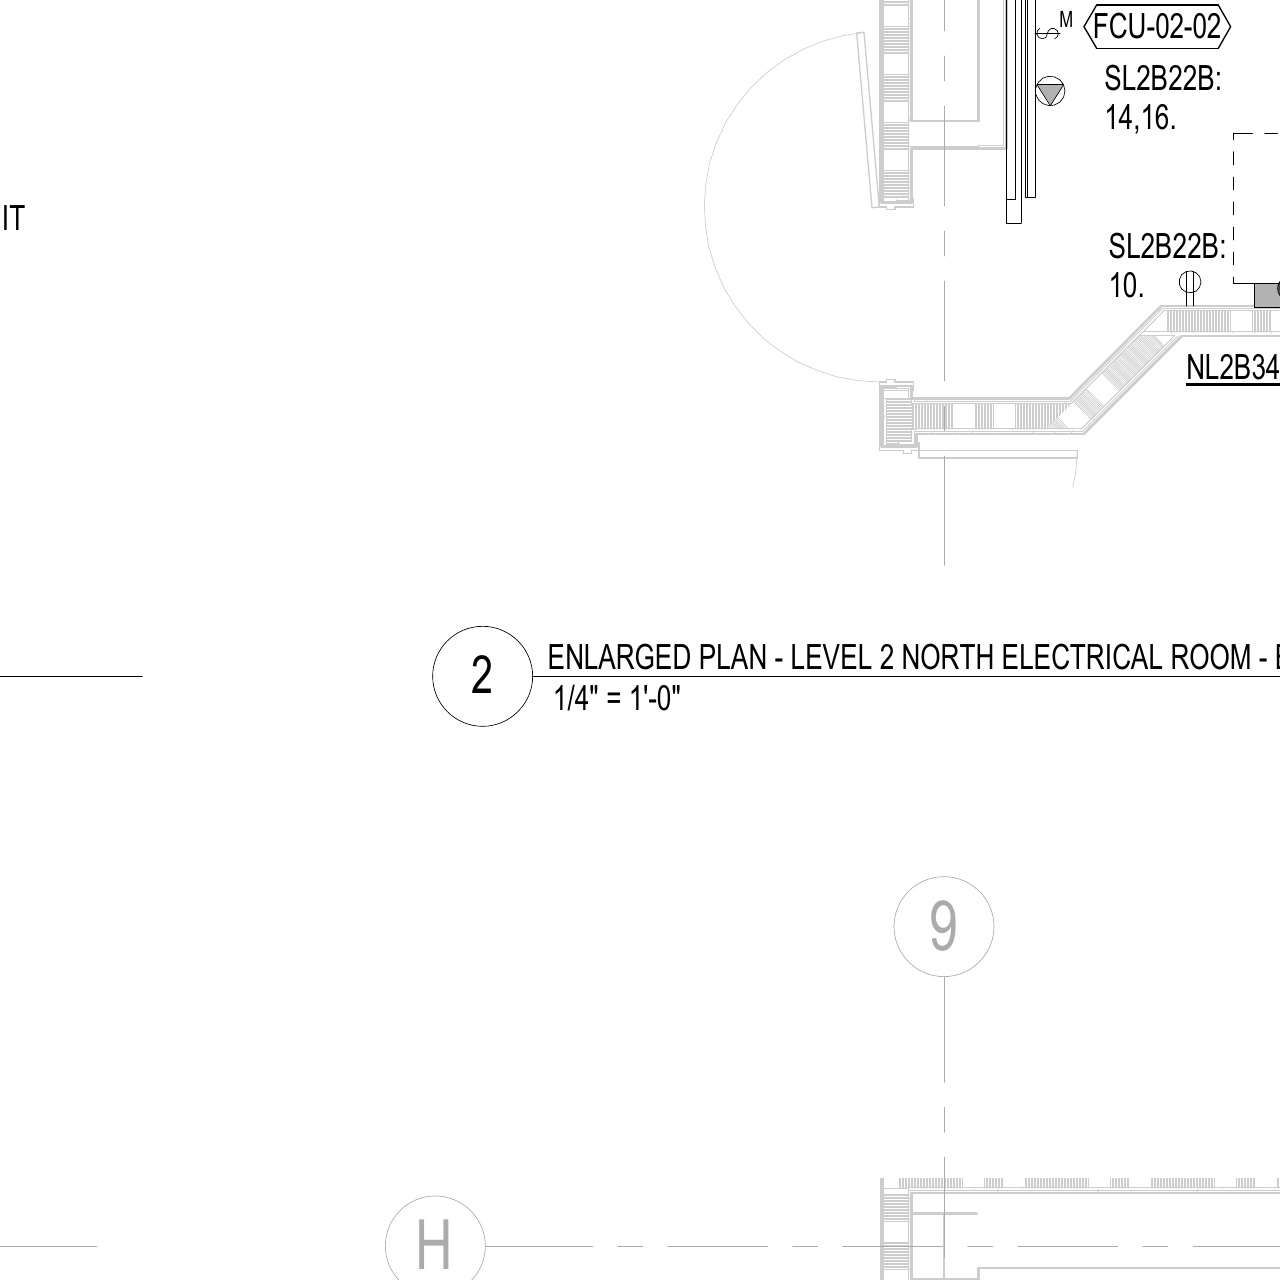 M
FCU-02-02
SL2B22B:
14,16.
IT
SL2B22B:
10.
NL2B34
2
ENLARGED PLAN - LEVEL 2 NORTH ELECTRICAL ROOM -
1/4" = 1'-0"
9
H